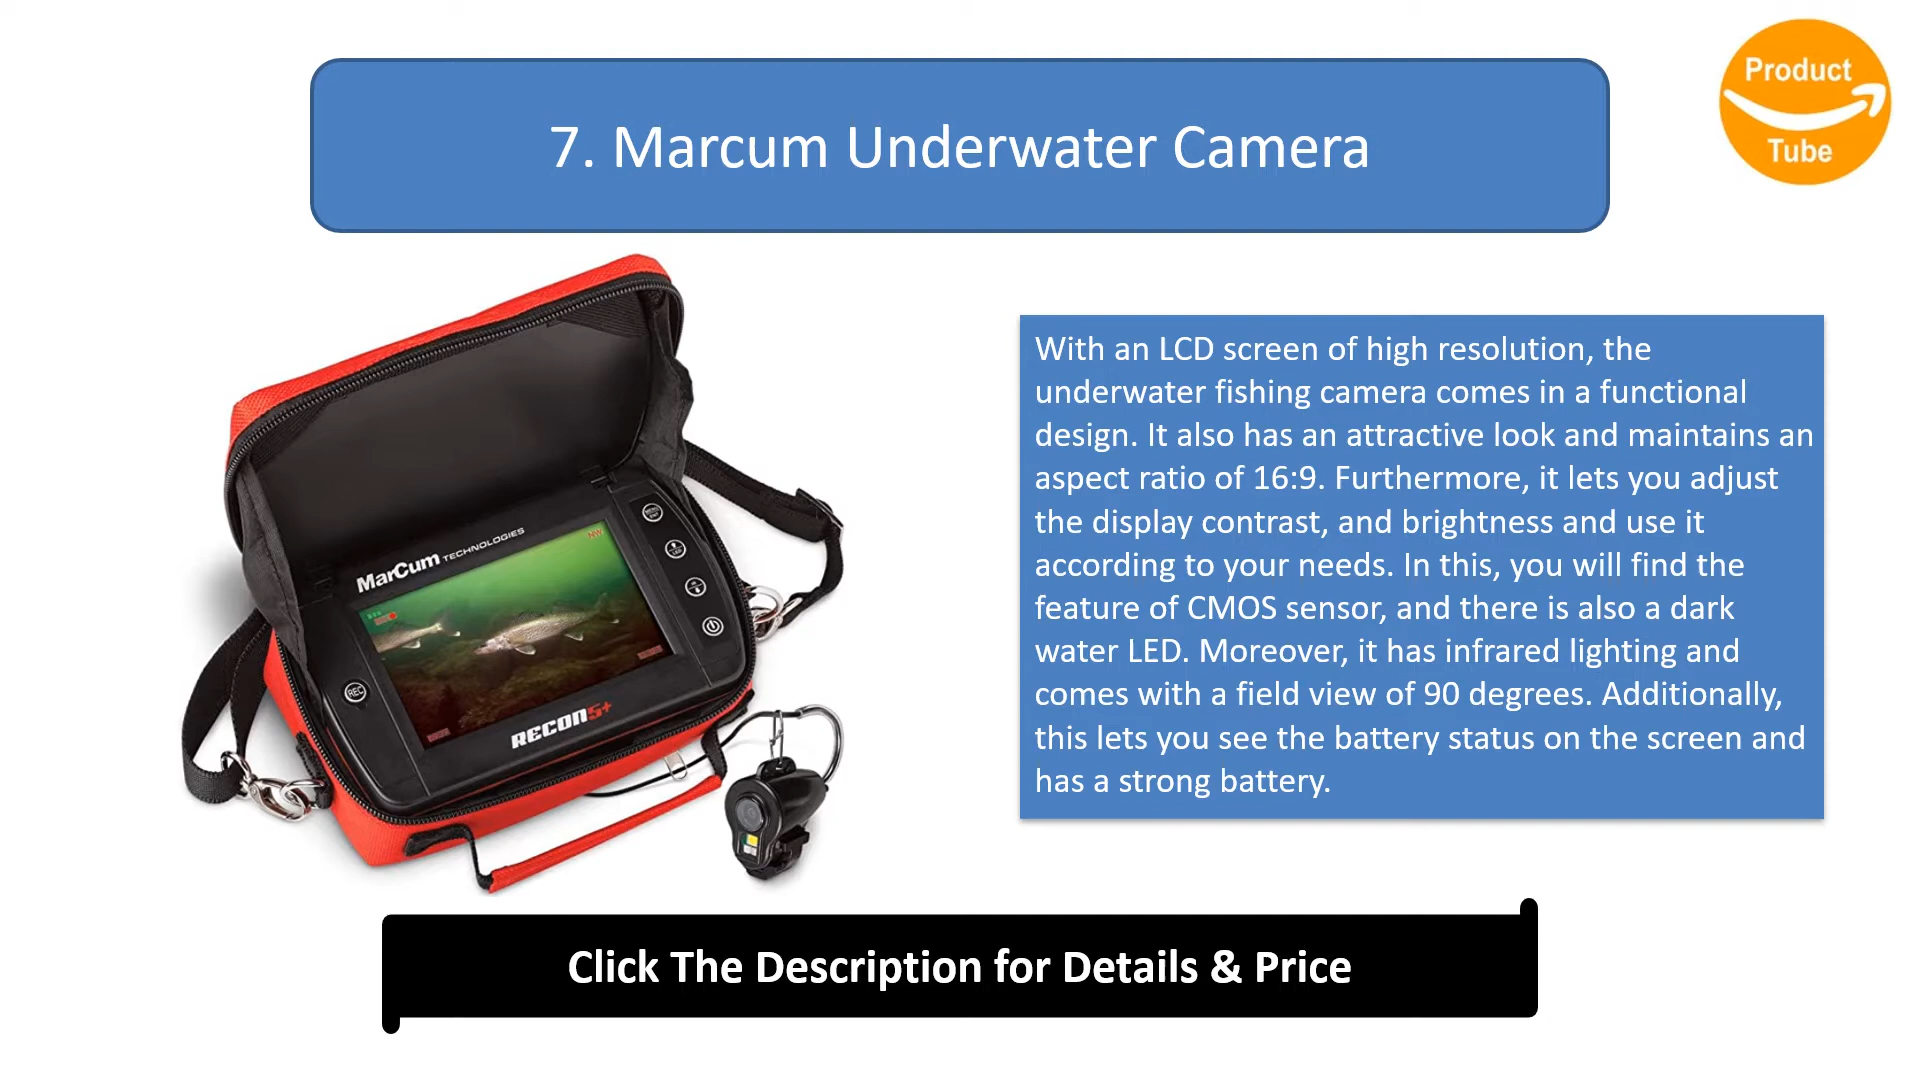 Product
Tube
7. Marcum Underwater Camera
With an LCD screen of high resolution, the
underwater fishing camera comes in a functional
design. It also has an attractive look and maintains an
aspect ratio of 16:9. Furthermore, it lets you adjust
the display contrast, and brightness and use it
according to your needs. In this, you will find the
feature of CMOS sensor, and there is also a dark
water LED. Moreover, it has infrared lighting and
comes with a field view of 90 degrees. Additionally,
this lets you see the battery status on the screen and
has a strong battery.
MarCum TECHNOLOGIES
NW
REC
RECON5+
Click The Description for Details & Price